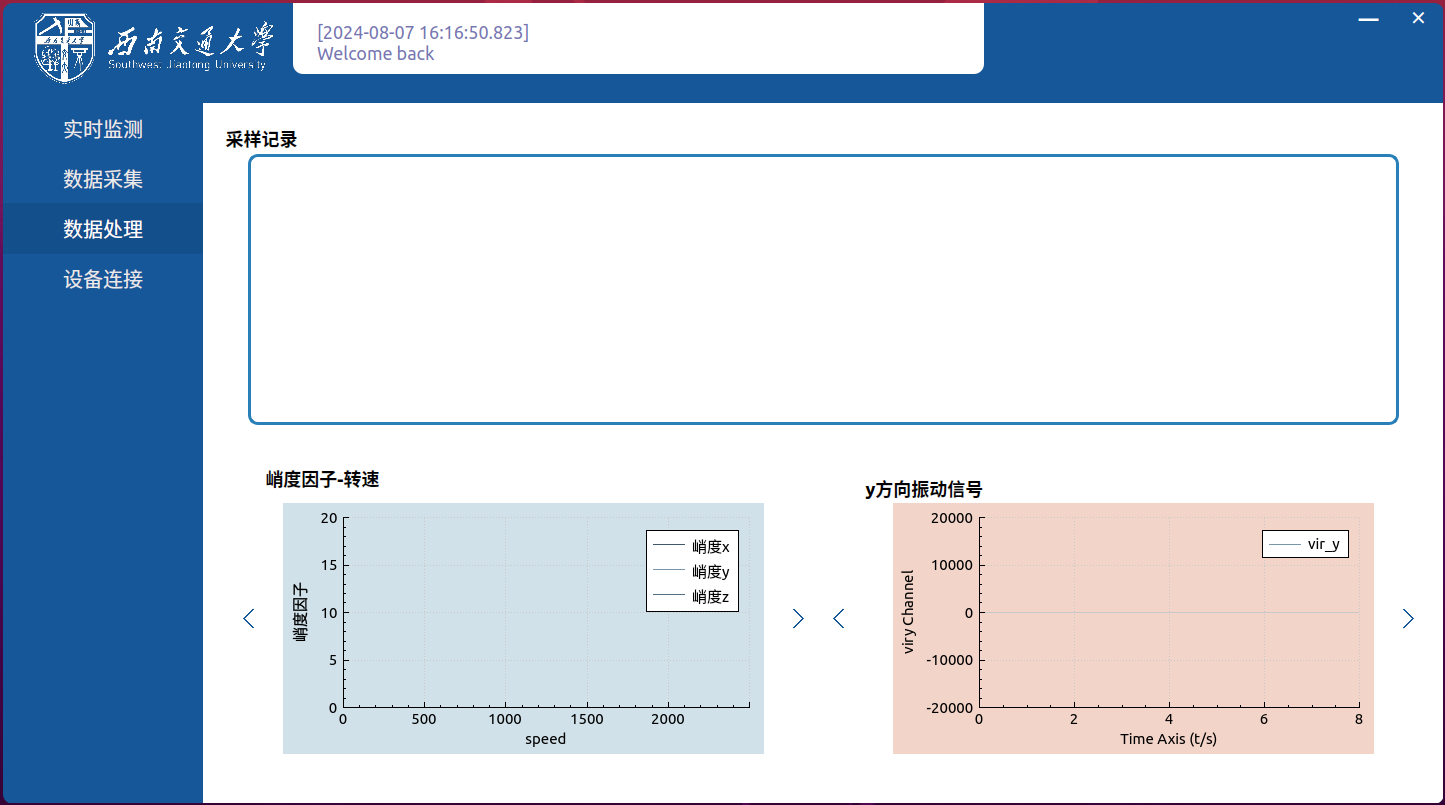 西南交通大学
Southwest Jiaotong University
[2024-08-07 16:16:50.823]
Welcome back
实时监测
数据采集
数据处理
设备连接
采样记录
峭度因子-转速
峭度因子
20
15
10
5
0
0 500 1000 1500 2000
speed
峭度x
峭度y
峭度z
y方向振动信号
viry Channel
20000
10000
0
-10000
-20000
0 2 4 6 8
Time Axis (t/s)
vir_y